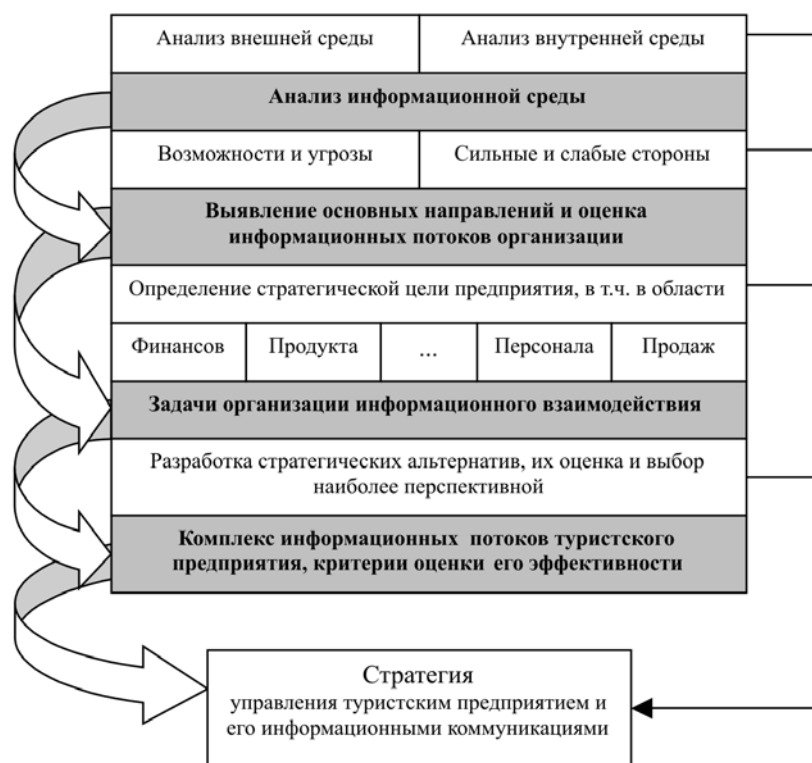 Анализ внешней среды
Анализ внутренней среды
Анализ информационной среды
Возможности и угрозы
Сильные и слабые стороны
Выявление основных направлений и оценка
информационных потоков организации
Определение стратегической цели предприятия, в т.ч. в области
Финансов
Продукта
...
Персонала
Продаж
Задачи организации информационного взаимодействия
Разработка стратегических альтернатив, их оценка и выбор
наиболее перспективной
Комплекс информационных потоков туристского
предприятия, критерии оценки его эффективности
Стратегия
управления туристским предприятием и
его информационными коммуникациями